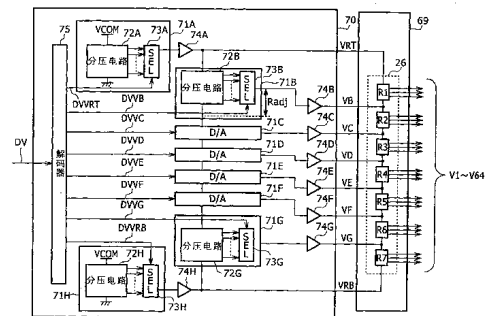 75
71A
70
69
VCOM
72A
73A
74A
分压电路
SEL
VRT
72B
73B
26
分压电路
SEL
71B
Radj
74B
R1
DVVRT
DVVB
VB
R2
DVVC
71C
D/A
74C
VC
R3
DV
解码器
DVVD
71D
D/A
74D
VD
R4
V1~V64
DVVE
71E
D/A
74E
VE
DVVF
71F
D/A
74F
VF
R5
DVVG
71G
74G
VG
R6
DVVRB
分压电路
SEL
73G
72G
R7
VCOM
72H
分压电路
SEL
74H
VRB
71H
73H